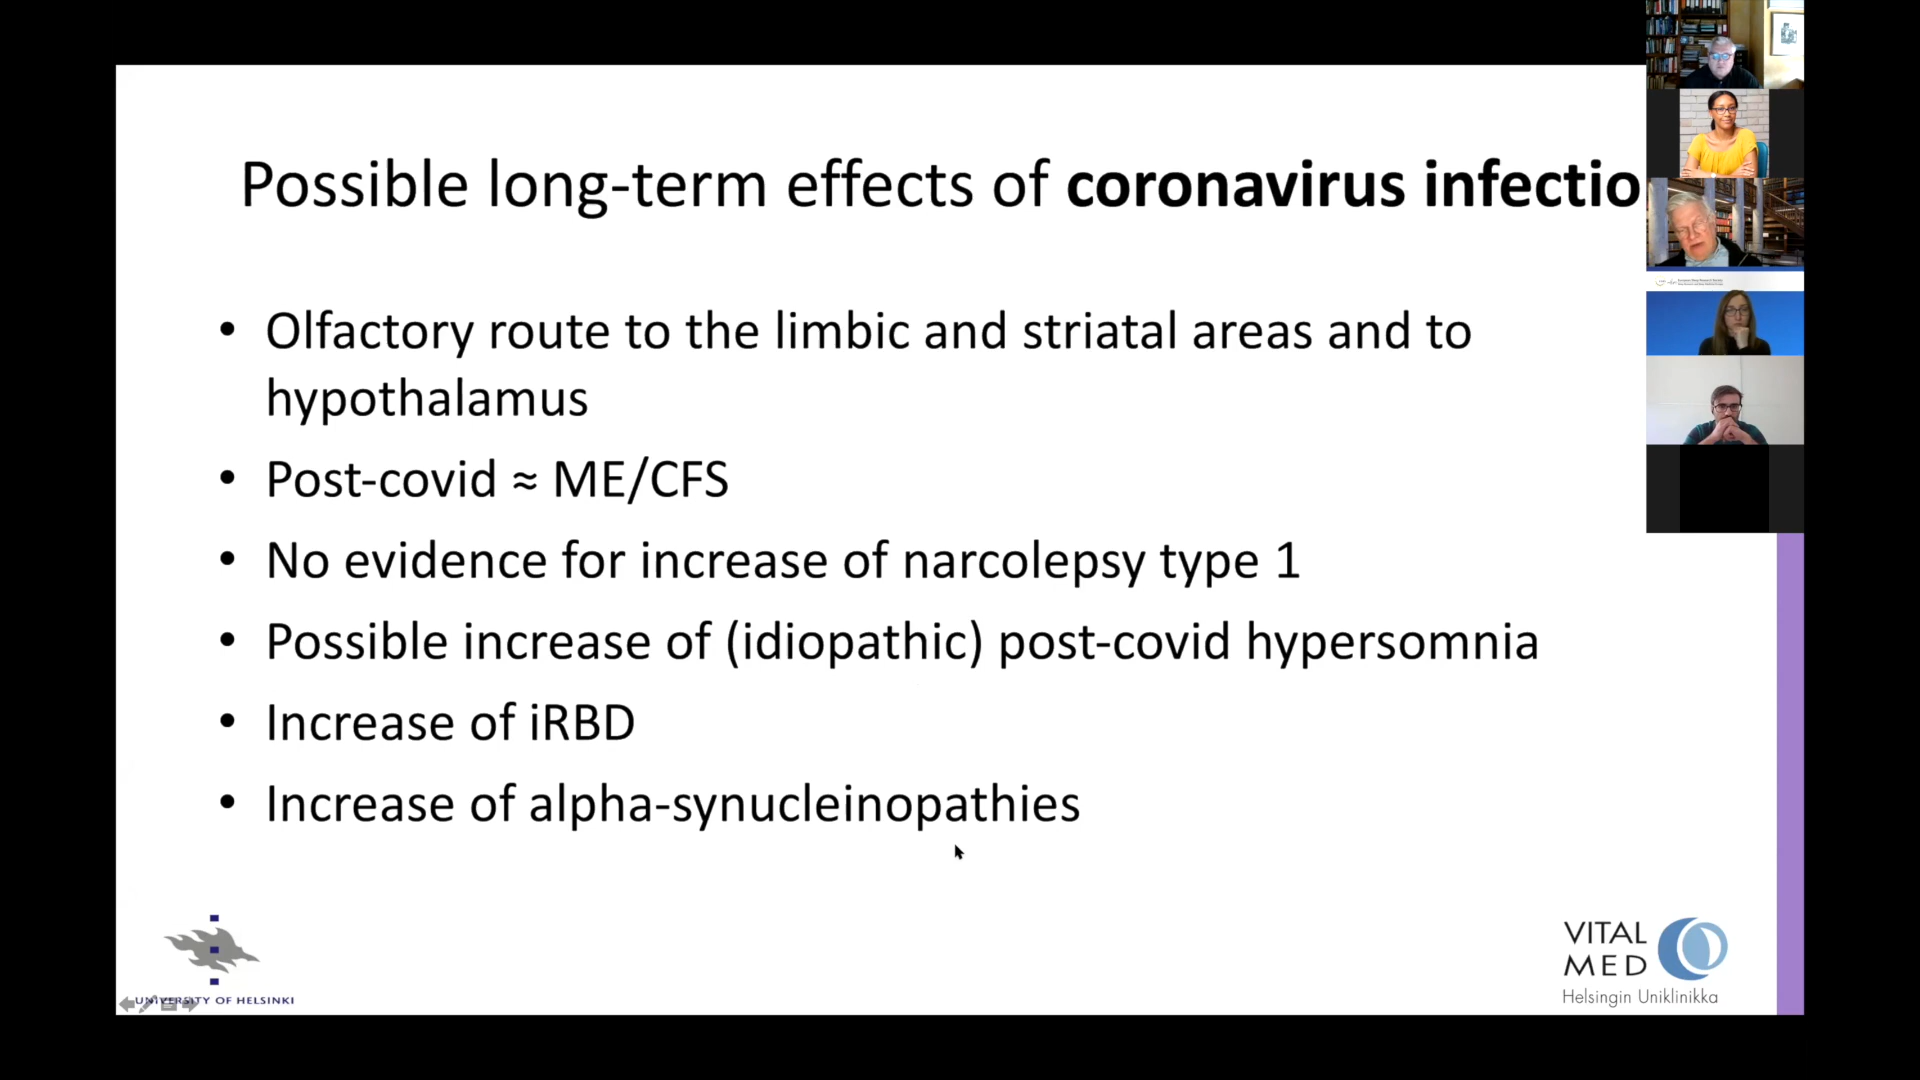 Possible long-term effects of coronavirus infectio
• Olfactory route to the limbic and striatal areas and to
hypothalamus
• Post-covid ≈ ME/CFS
• No evidence for increase of narcolepsy type 1
• Possible increase of (idiopathic) post-covid hypersomnia
• Increase of iRBD
• Increase of alpha-synucleinopathies
UNIVERSITY OF HELSINKI
VITAL
MED
Helsingin Uniklinikka